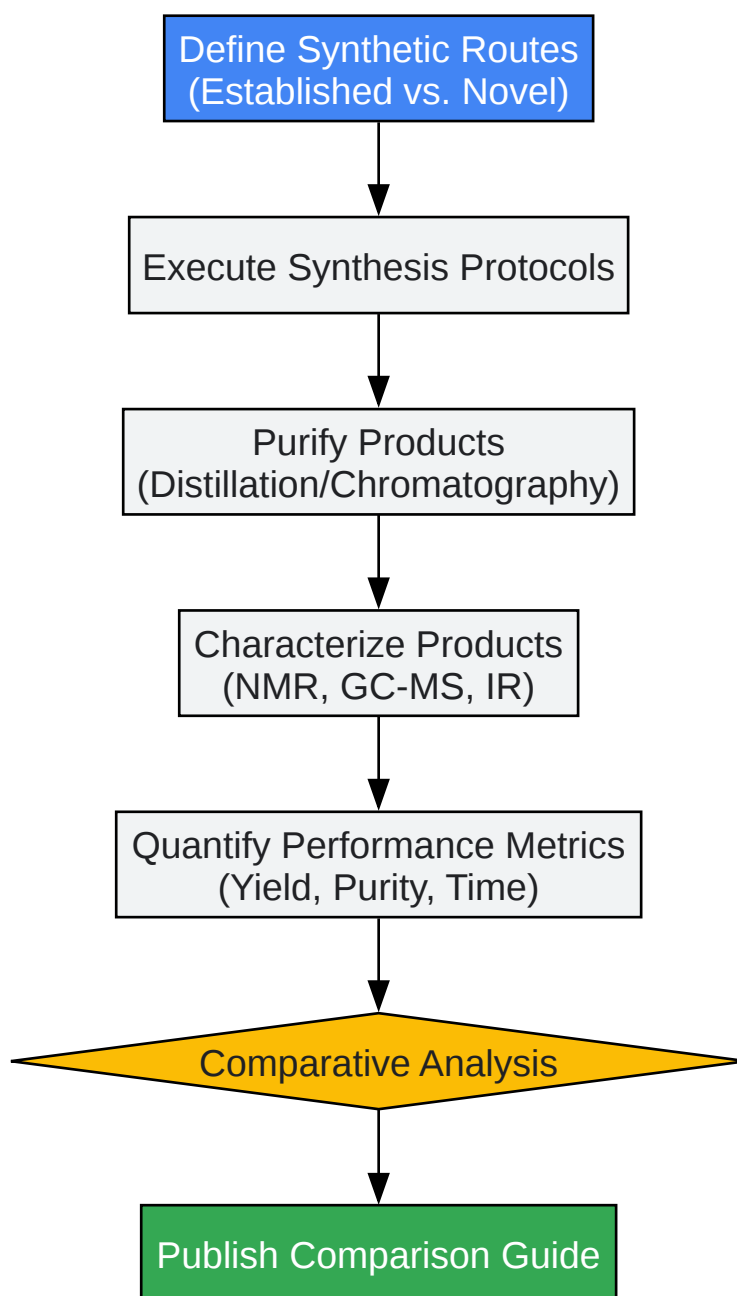 Define Synthetic Routes
(Established vs. Novel)
Execute Synthesis Protocols
Purify Products
(Distillation/Chromatography)
Characterize Products
(NMR, GC-MS, IR)
Quantify Performance Metrics
(Yield, Purity, Time)
Comparative Analysis
Publish Comparison Guide